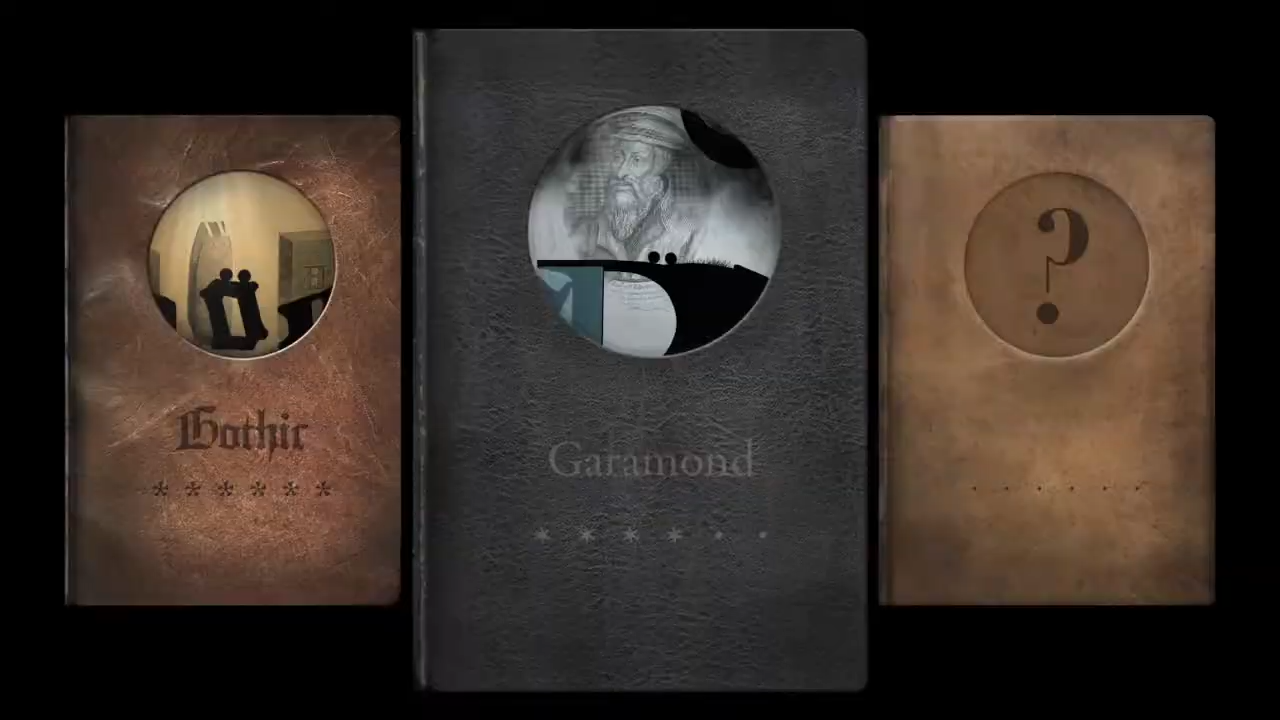 Gothic
* * * * * *
Garamond
* * * * · ·
?
· · · · · ·